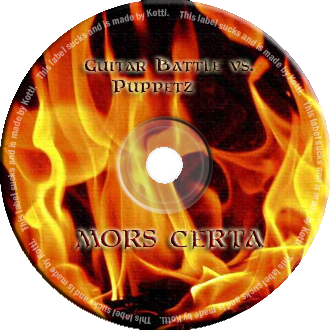 Guitar Battle vs.
Puppetz
MORS CERTA
This label sucks and is made by Kotti. This label sucks and is made by Kotti. This label sucks and is made by Kotti. This label sucks and is made by Kotti.